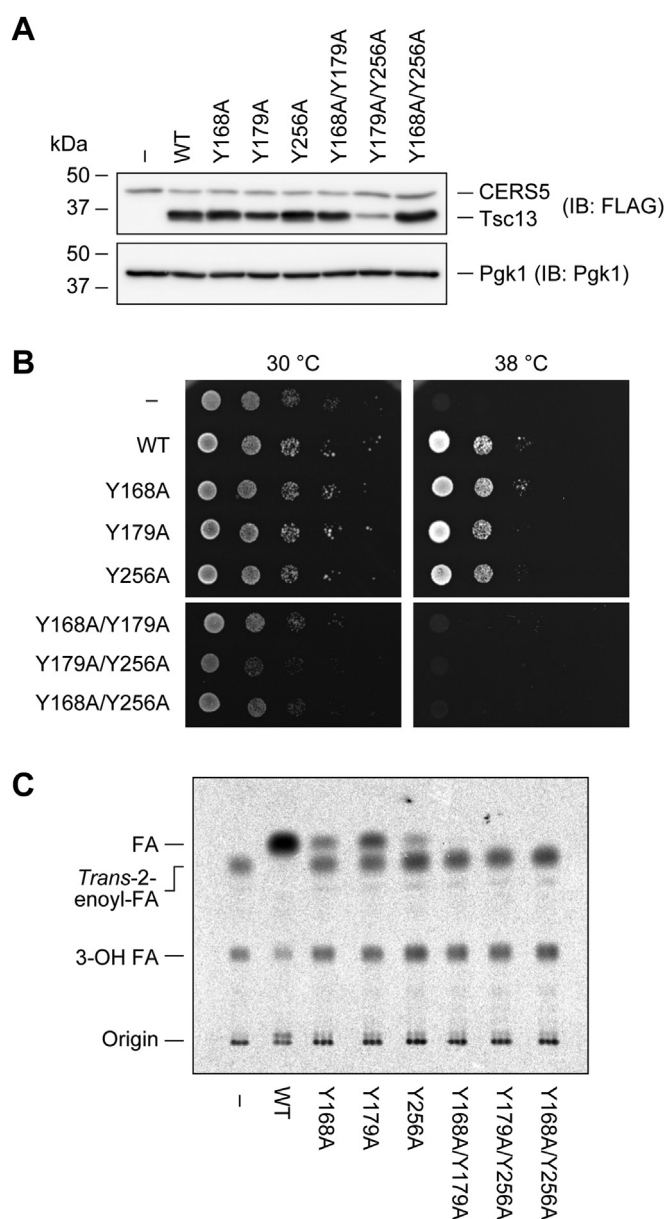 A
kDa
–
WT
Y168A
Y179A
Y256A
Y168A/Y179A
Y179A/Y256A
Y168A/Y256A
50 –
37 –
– CERS5
– Tsc13
(IB: FLAG)
50 –
37 –
– Pgk1 (IB: Pgk1)
B
30 °C
38 °C
–
WT
Y168A
Y179A
Y256A
Y168A/Y179A
Y179A/Y256A
Y168A/Y256A
C
FA –
Trans-2-
enoyl-FA
3-OH FA –
Origin –
–
WT
Y168A
Y179A
Y256A
Y168A/Y179A
Y179A/Y256A
Y168A/Y256A